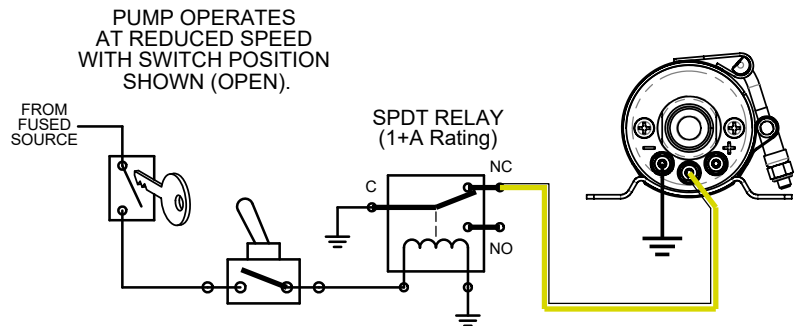 PUMP OPERATES
AT REDUCED SPEED
WITH SWITCH POSITION
SHOWN (OPEN).
FROM
FUSED
SOURCE
SPDT RELAY
(1+A Rating)
C
NC
NO
– +